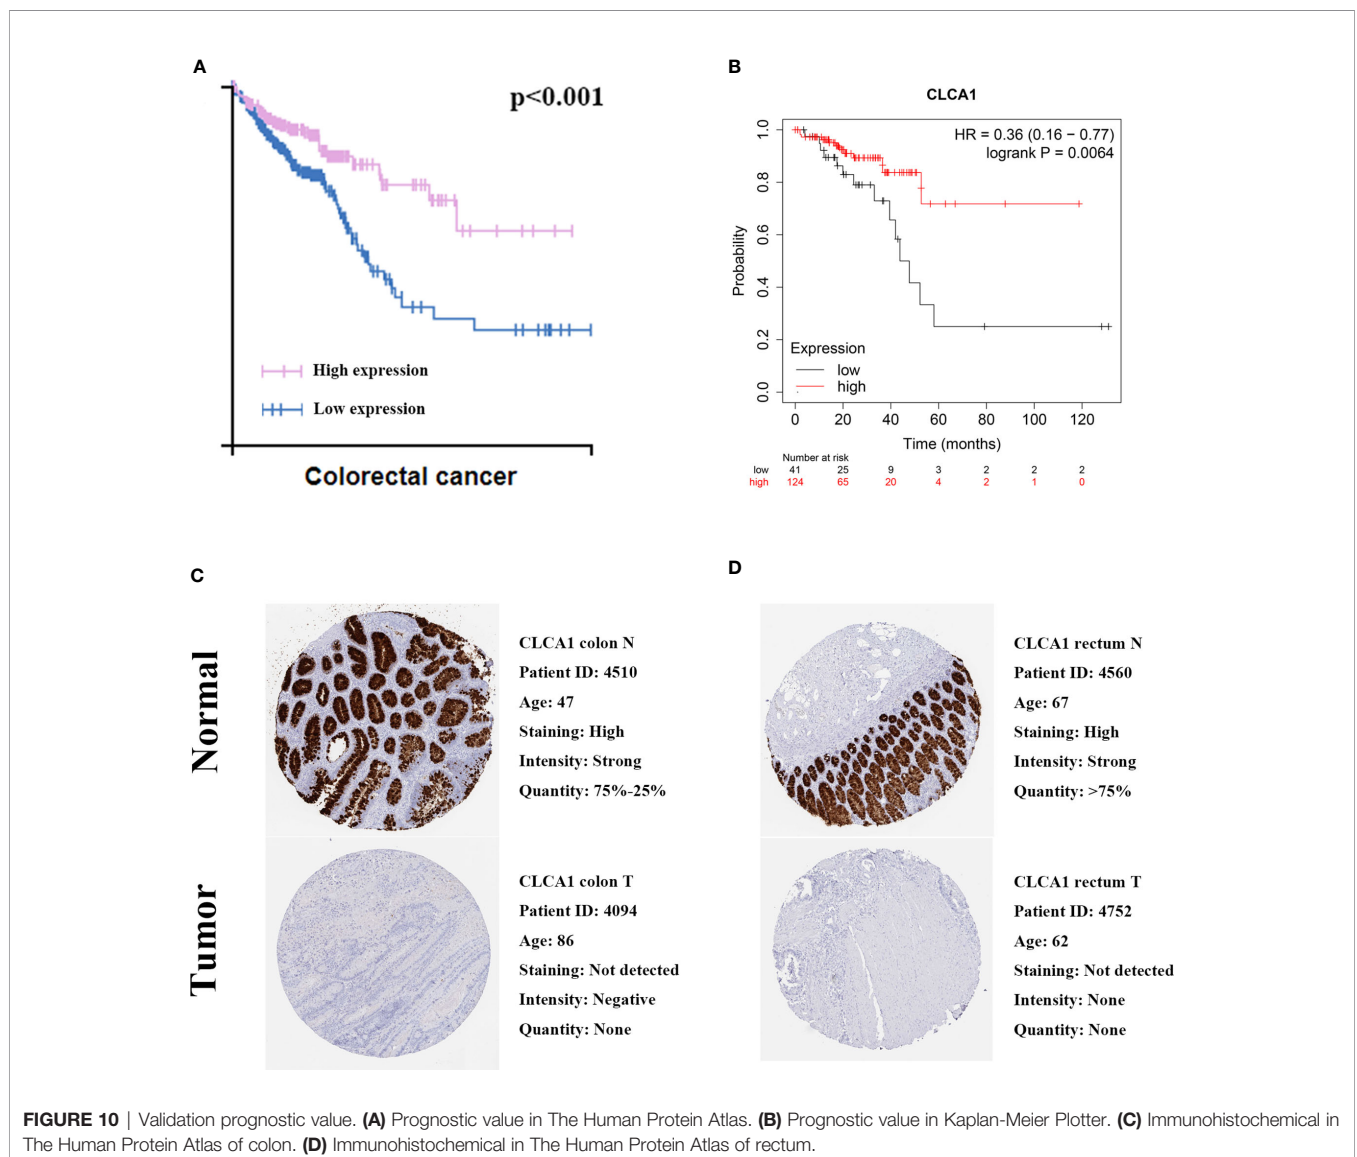 A
p<0.001
High expression
Low expression
Colorectal cancer
B
CLCA1
HR = 0.36 (0.16 − 0.77)
logrank P = 0.0064
Probability
1.0
0.8
0.6
0.4
0.2
0.0
Expression
low
high
0 20 40 60 80 100 120
Time (months)
Number at risk
low 41 25 9 3 2 2 2
high 124 65 20 4 2 1 0
C
Normal
CLCA1 colon N
Patient ID: 4510
Age: 47
Staining: High
Intensity: Strong
Quantity: 75%-25%
Tumor
CLCA1 colon T
Patient ID: 4094
Age: 86
Staining: Not detected
Intensity: Negative
Quantity: None
D
CLCA1 rectum N
Patient ID: 4560
Age: 67
Staining: High
Intensity: Strong
Quantity: >75%
CLCA1 rectum T
Patient ID: 4752
Age: 62
Staining: Not detected
Intensity: None
Quantity: None
FIGURE 10 | Validation prognostic value. (A) Prognostic value in The Human Protein Atlas. (B) Prognostic value in Kaplan-Meier Plotter. (C) Immunohistochemical in
The Human Protein Atlas of colon. (D) Immunohistochemical in The Human Protein Atlas of rectum.